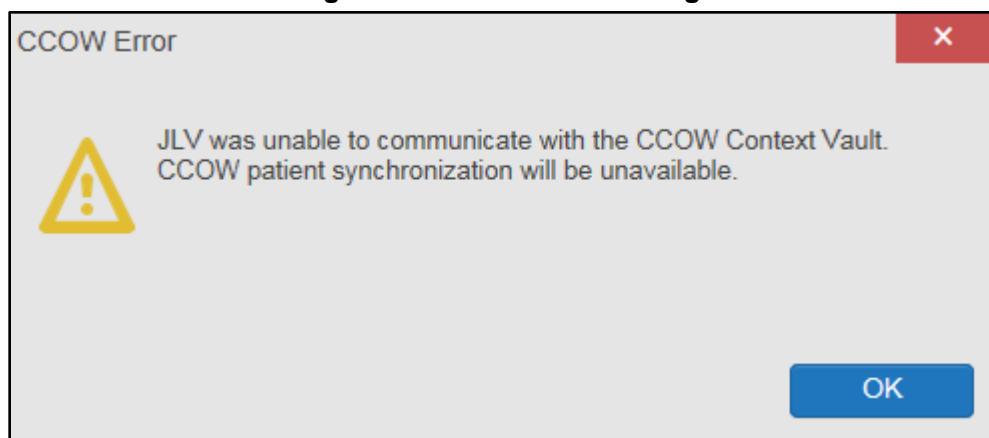 CCOW Error
JLV was unable to communicate with the CCOW Context Vault.
CCOW patient synchronization will be unavailable.
OK